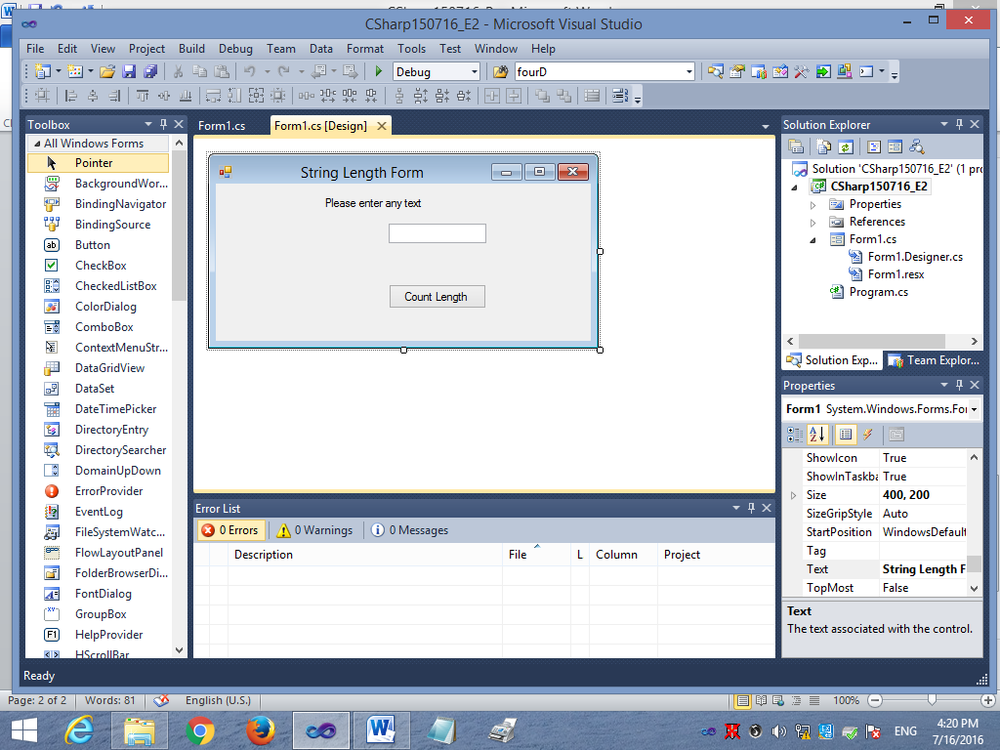 CSharp150716_E2 - Microsoft Visual Studio
File Edit View Project Build Debug Team Data Format Tools Test Window Help
Debug
fourD
Toolbox
All Windows Forms
Pointer
BackgroundWor...
BindingNavigator
BindingSource
Button
CheckBox
CheckedListBox
ColorDialog
ComboBox
ContextMenuStr...
DataGridView
DataSet
DateTimePicker
DirectoryEntry
DirectorySearcher
DomainUpDown
ErrorProvider
EventLog
FileSystemWatc...
FlowLayoutPanel
FolderBrowserDi...
FontDialog
GroupBox
HelpProvider
HScrollBar
Form1.cs
Form1.cs [Design]
String Length Form
Please enter any text
Count Length
Error List
0 Errors
0 Warnings
0 Messages
Description File L Column Project
Solution Explorer
Solution 'CSharp150716_E2' (1 pro
CSharp150716_E2
Properties
References
Form1.cs
Form1.Designer.cs
Form1.resx
Program.cs
Solution Exp...
Team Explor...
Properties
Form1 System.Windows.Forms.For
ShowIcon True
ShowInTaskba True
Size 400, 200
SizeGripStyle Auto
StartPosition WindowsDefault
Tag
Text String Length F
TopMost False
Text
The text associated with the control.
Ready
Page: 2 of 2 Words: 81 English (U.S.) 100%
ENG
4:20 PM
7/16/2016